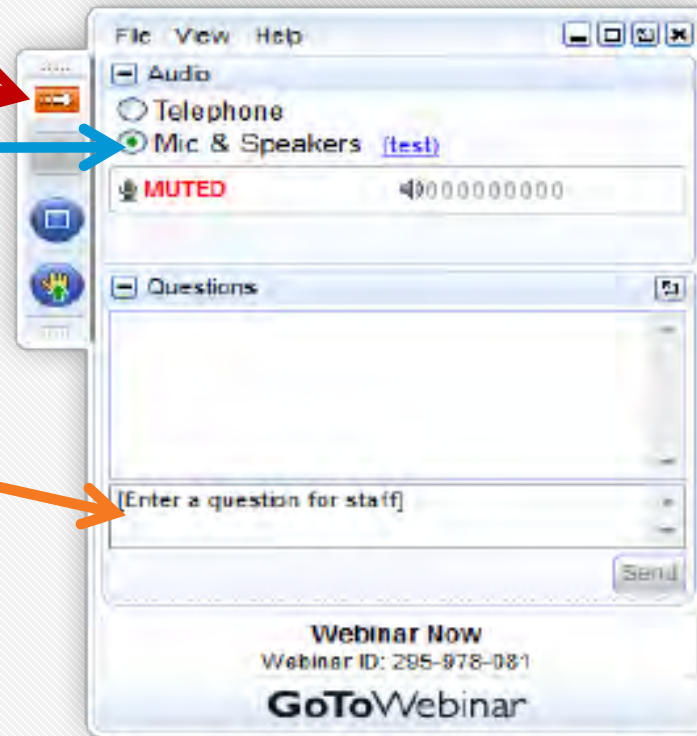 File View Help
Audio
Telephone
Mic & Speakers (test)
MUTED 000000000
Questions
[Enter a question for staff]
Send
Webinar Now
Webinar ID: 295-978-081
GoToWebinar